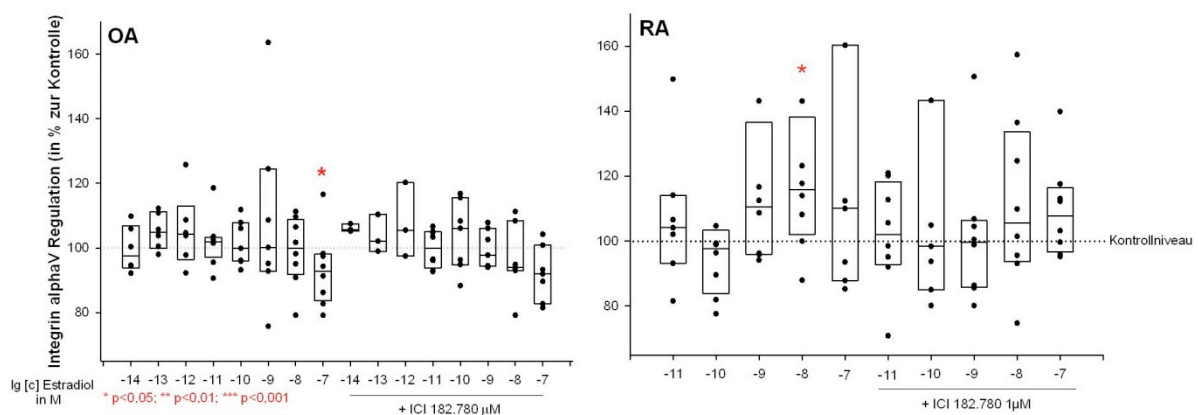 OA
RA
Integrin alphaV Regulation (in % zur Kontrolle)
160
140
120
100
80
160
140
120
100
80
*
*
Kontrollniveau
-14 -13 -12 -11 -10 -9 -8 -7 -14 -13 -12 -11 -10 -9 -8 -7
-11 -10 -9 -8 -7 -11 -10 -9 -8 -7
lg [c] Estradiol
in M
* p<0,05; ** p<0,01; *** p<0,001
+ ICI 182.780 µM
+ ICI 182.780 1µM